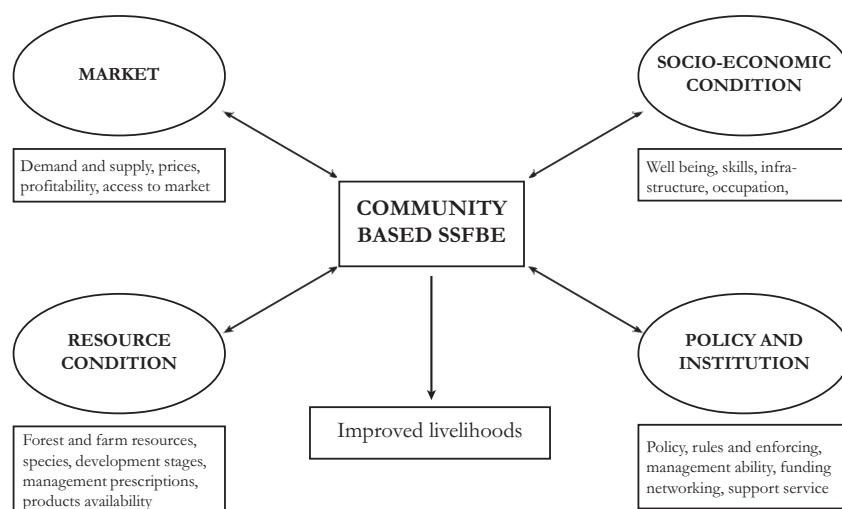 MARKET
Demand and supply, prices,
profitability, access to market
SOCIO-ECONOMIC
CONDITION
Well being, skills, infra-
structure, occupation,
COMMUNITY
BASED SSFBE
RESOURCE
CONDITION
Forest and farm resources,
species, development stages,
management prescriptions,
products availability
Improved livelihoods
POLICY AND
INSTITUTION
Policy, rules and enforcing,
management ability, funding
networking, support service